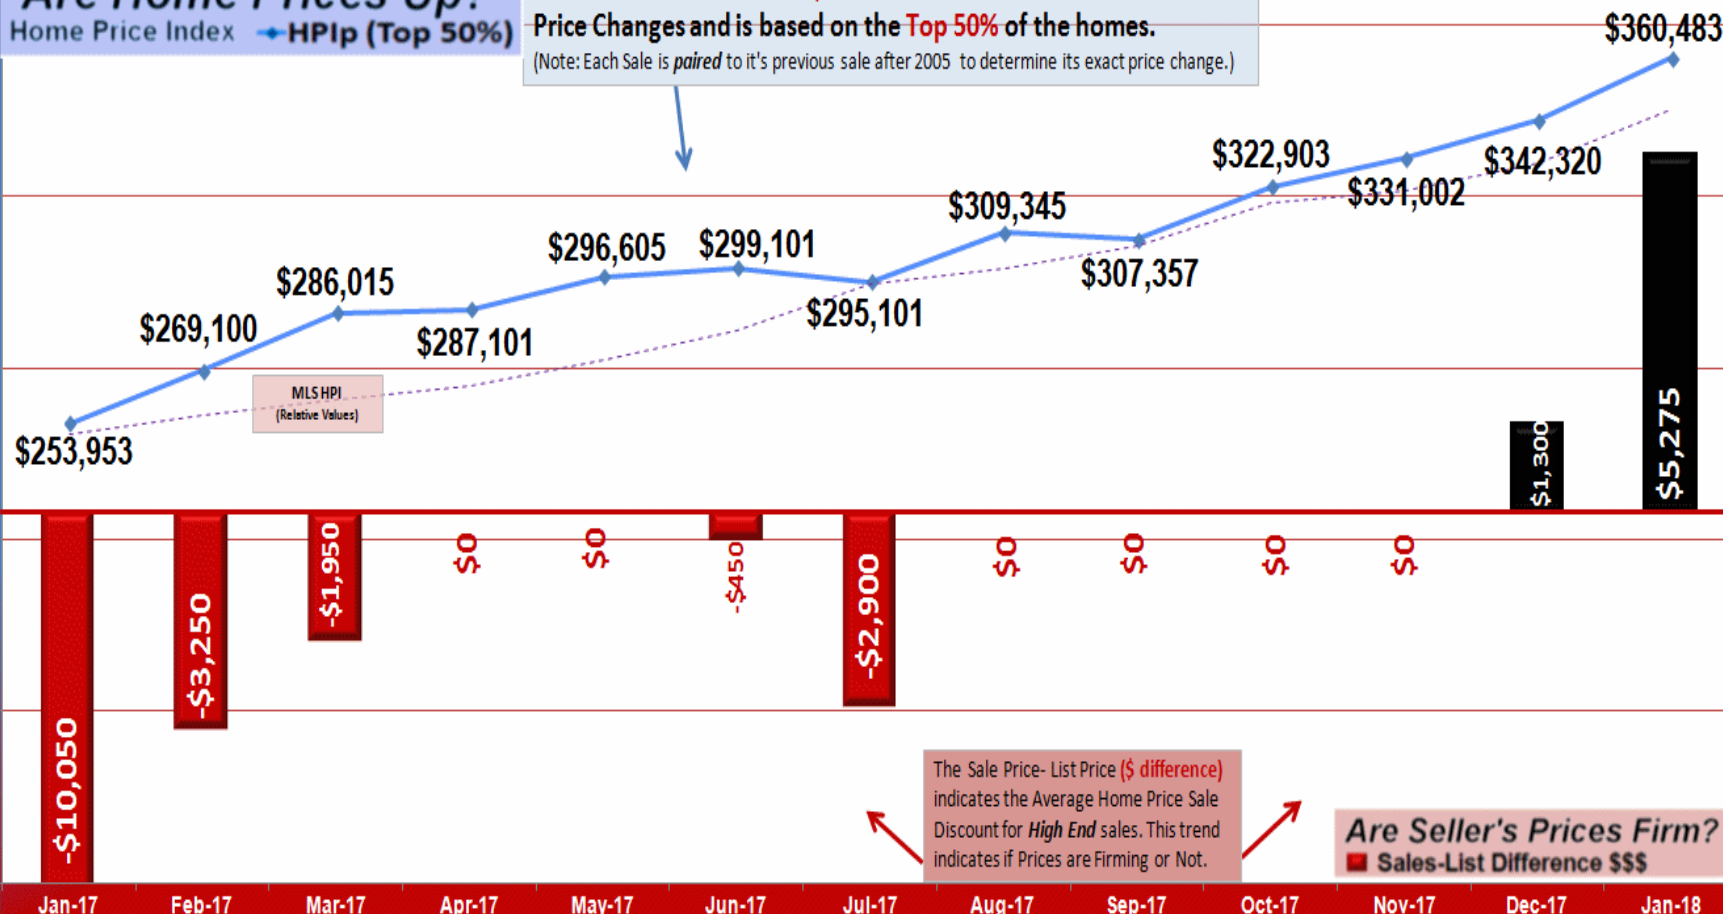 Are Home Prices Up?
Home Price Index HPIp (Top 50%)
Price Changes and is based on the Top 50% of the homes.
(Note: Each Sale is paired to it's previous sale after 2005 to determine its exact price change.)
$360,483
$322,903
$342,320
$331,002
$309,345
$296,605
$299,101
$307,357
$286,015
$295,101
$269,100
$287,101
MLS HPI
(Relative Values)
$253,953
-$10,050
-$3,250
-$1,950
$0
$0
-$450
-$2,900
$0
$0
$0
$0
$1,300
$5,275
The Sale Price- List Price ($ difference)
indicates the Average Home Price Sale
Discount for High End sales. This trend
indicates if Prices are Firming or Not.
Are Seller's Prices Firm?
Sales-List Difference $$$
Jan-17 Feb-17 Mar-17 Apr-17 May-17 Jun-17 Jul-17 Aug-17 Sep-17 Oct-17 Nov-17 Dec-17 Jan-18